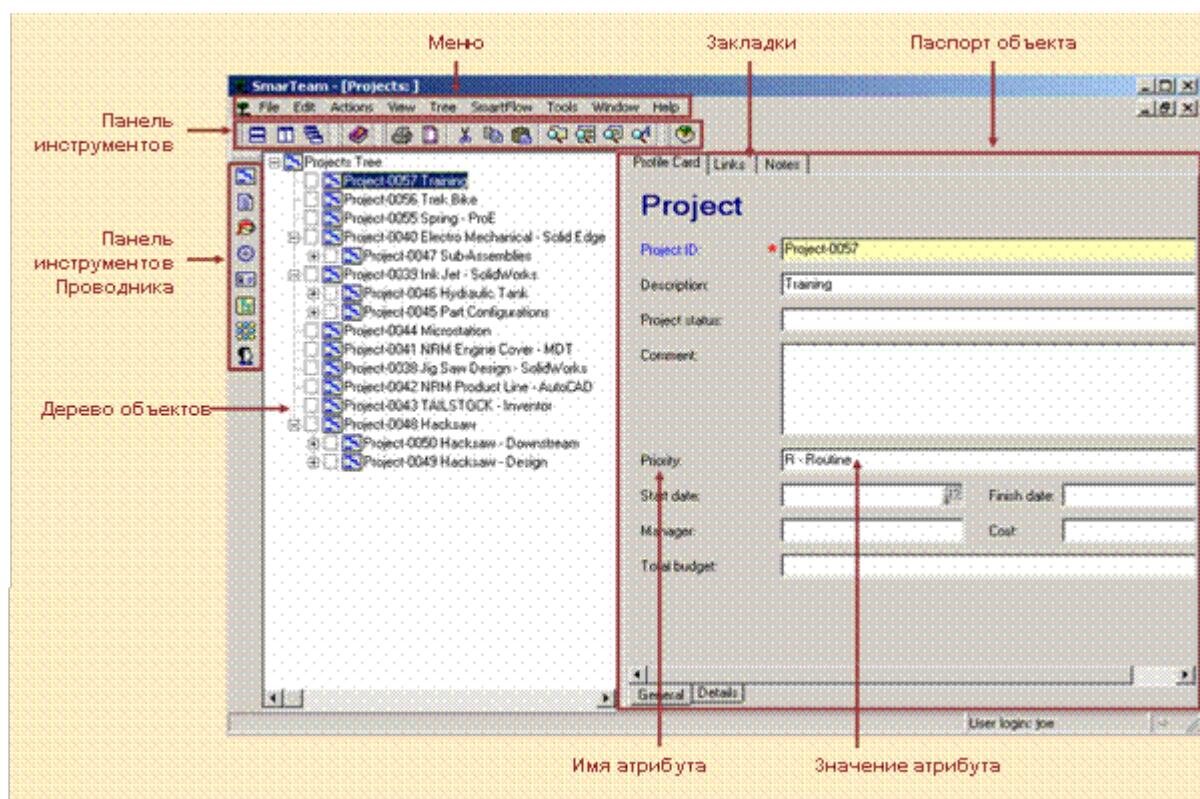 Меню
Закладки
Паспорт объекта
SmarTeam - [Projects: ]
File Edit Actions View Tree SmartFlow Tools Window Help
Панель
инструментов
Панель
инструментов
Проводника
Дерево объектов
Projects Tree
Project-0057 Training
Project-0056 Trek Bike
Project-0055 Spring - ProE
Project-0040 Electro Mechanical - Solid Edge
Project-0047 Sub-Assemblies
Project-0039 Ink Jet - SolidWorks
Project-0046 Hydraulic Tank
Project-0045 Part Configurations
Project-0044 Microstation
Project-0041 NRM Engine Cover - MDT
Project-0038 Jig Saw Design - SolidWorks
Project-0042 NRM Product Line - AutoCAD
Project-0043 TAILSTOCK - Inventor
Project-0048 Hacksaw
Project-0050 Hacksaw - Downstream
Project-0049 Hacksaw - Design
Profile Card Links Notes
Project
Project ID: * Project-0057
Description: Training
Project status:
Comment:
Priority: R - Routine
Start date: Finish date:
Manager: Cost:
Total budget:
General Details
User login: joe
Имя атрибута
Значение атрибута